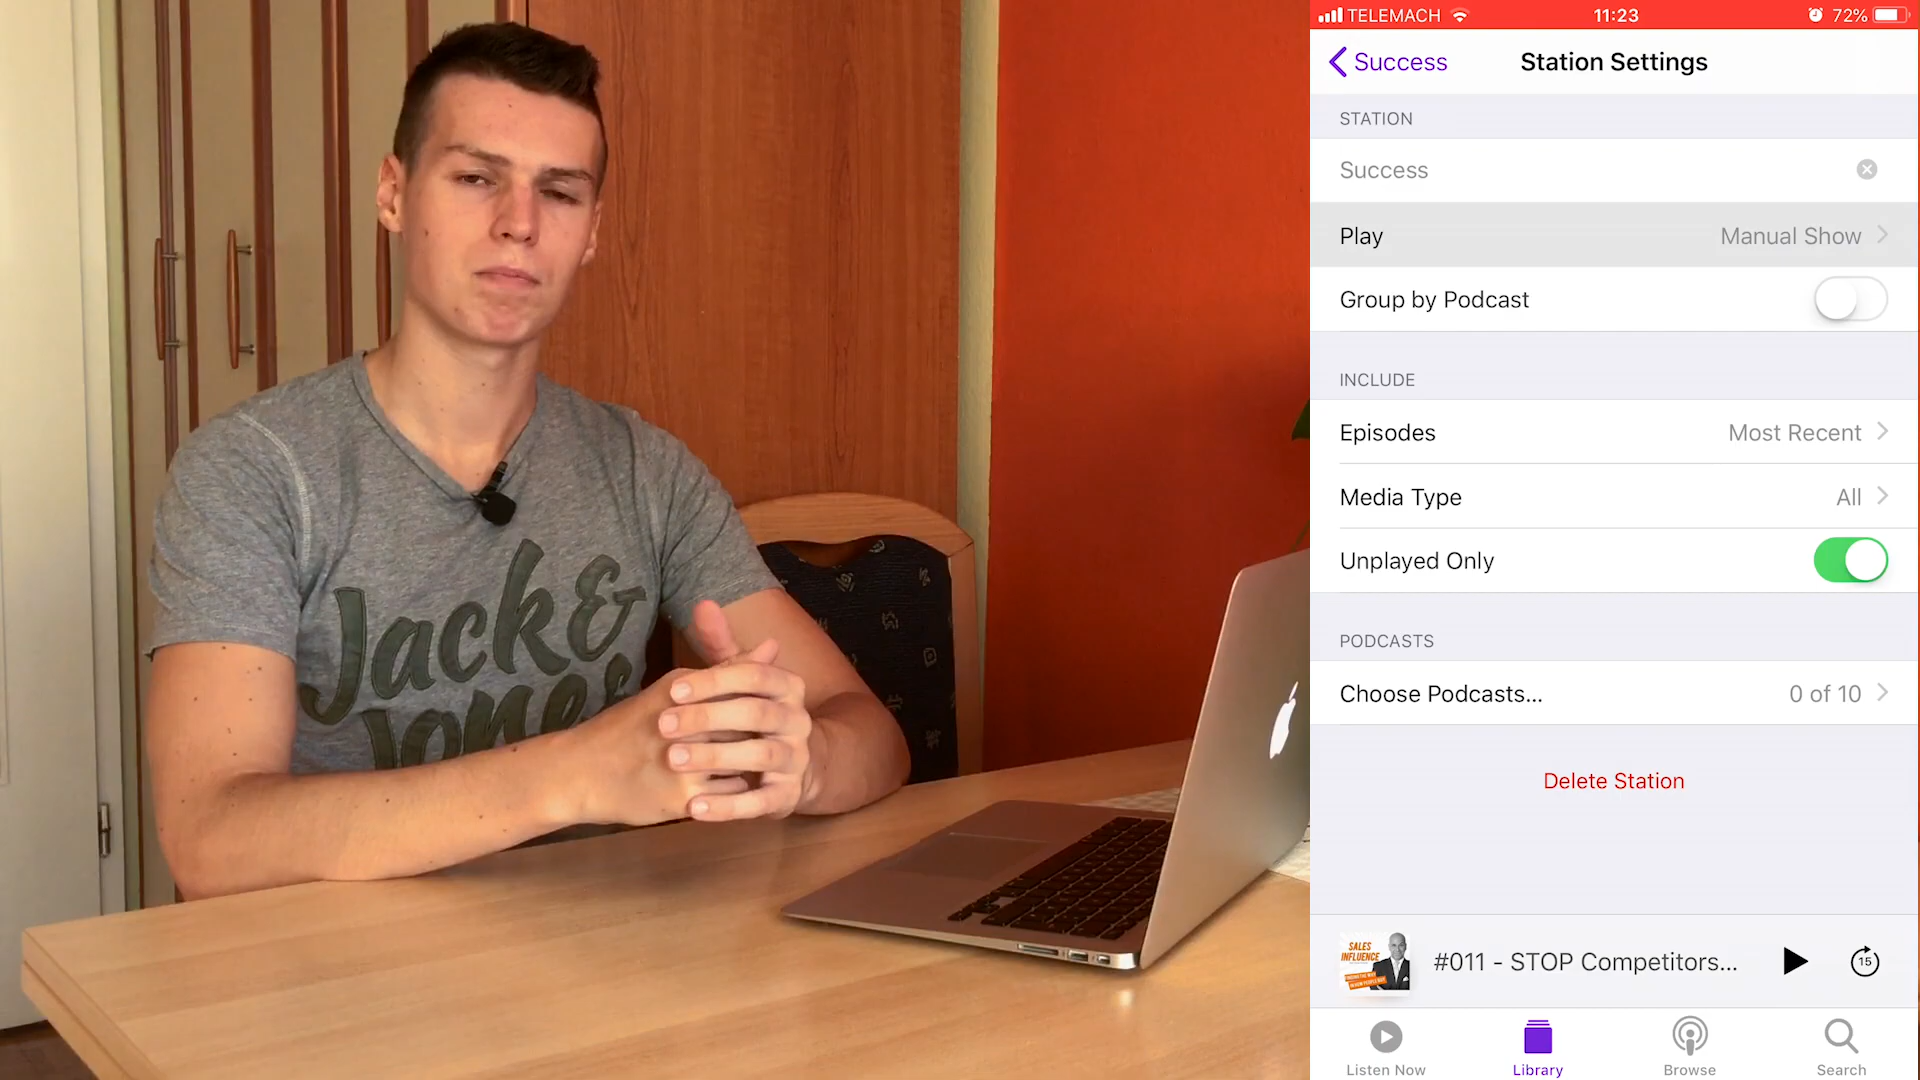 Jack &
Jones
TELEMACH
11:23
72%
Success
Station Settings
STATION
Success
Play
Manual Show
Group by Podcast
INCLUDE
Episodes
Most Recent
Media Type
All
Unplayed Only
PODCASTS
Choose Podcasts...
0 of 10
Delete Station
SALES
INFLUENCE
#011 - STOP Competitors...
15
Listen Now
Library
Browse
Search